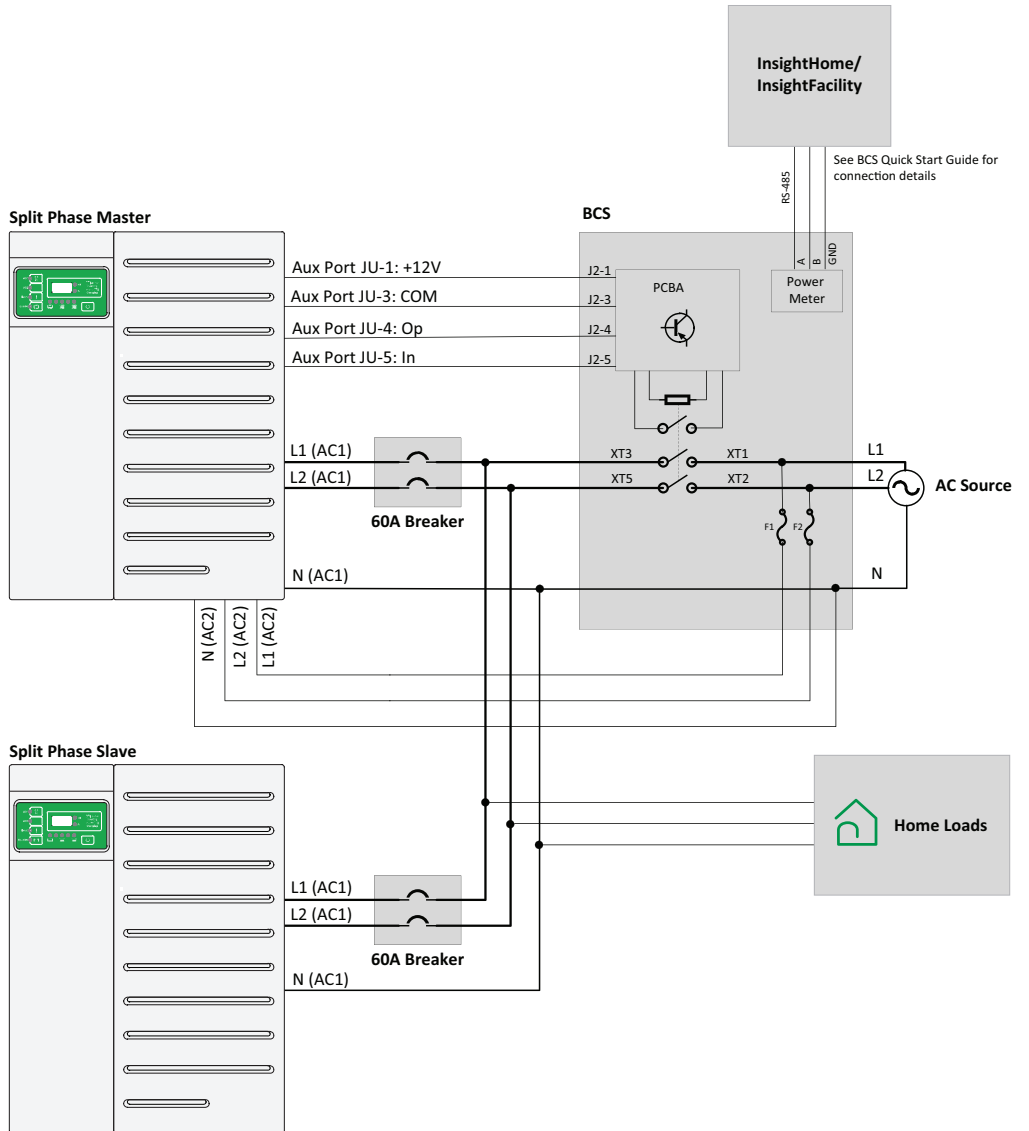 InsightHome/
InsightFacility
See BCS Quick Start Guide for
connection details
RS-485
A
B
GND
Power
Meter
Split Phase Master
BCS
Aux Port JU-1: +12V
J2-1
PCBA
Aux Port JU-3: COM
J2-3
Aux Port JU-4: Op
J2-4
Aux Port JU-5: In
J2-5
L1 (AC1)
XT3
XT1
L1
L2 (AC1)
XT5
XT2
L2
AC Source
60A Breaker
F1
F2
N (AC1)
N
N (AC2)
L2 (AC2)
L1 (AC2)
Split Phase Slave
Home Loads
L1 (AC1)
L2 (AC1)
60A Breaker
N (AC1)